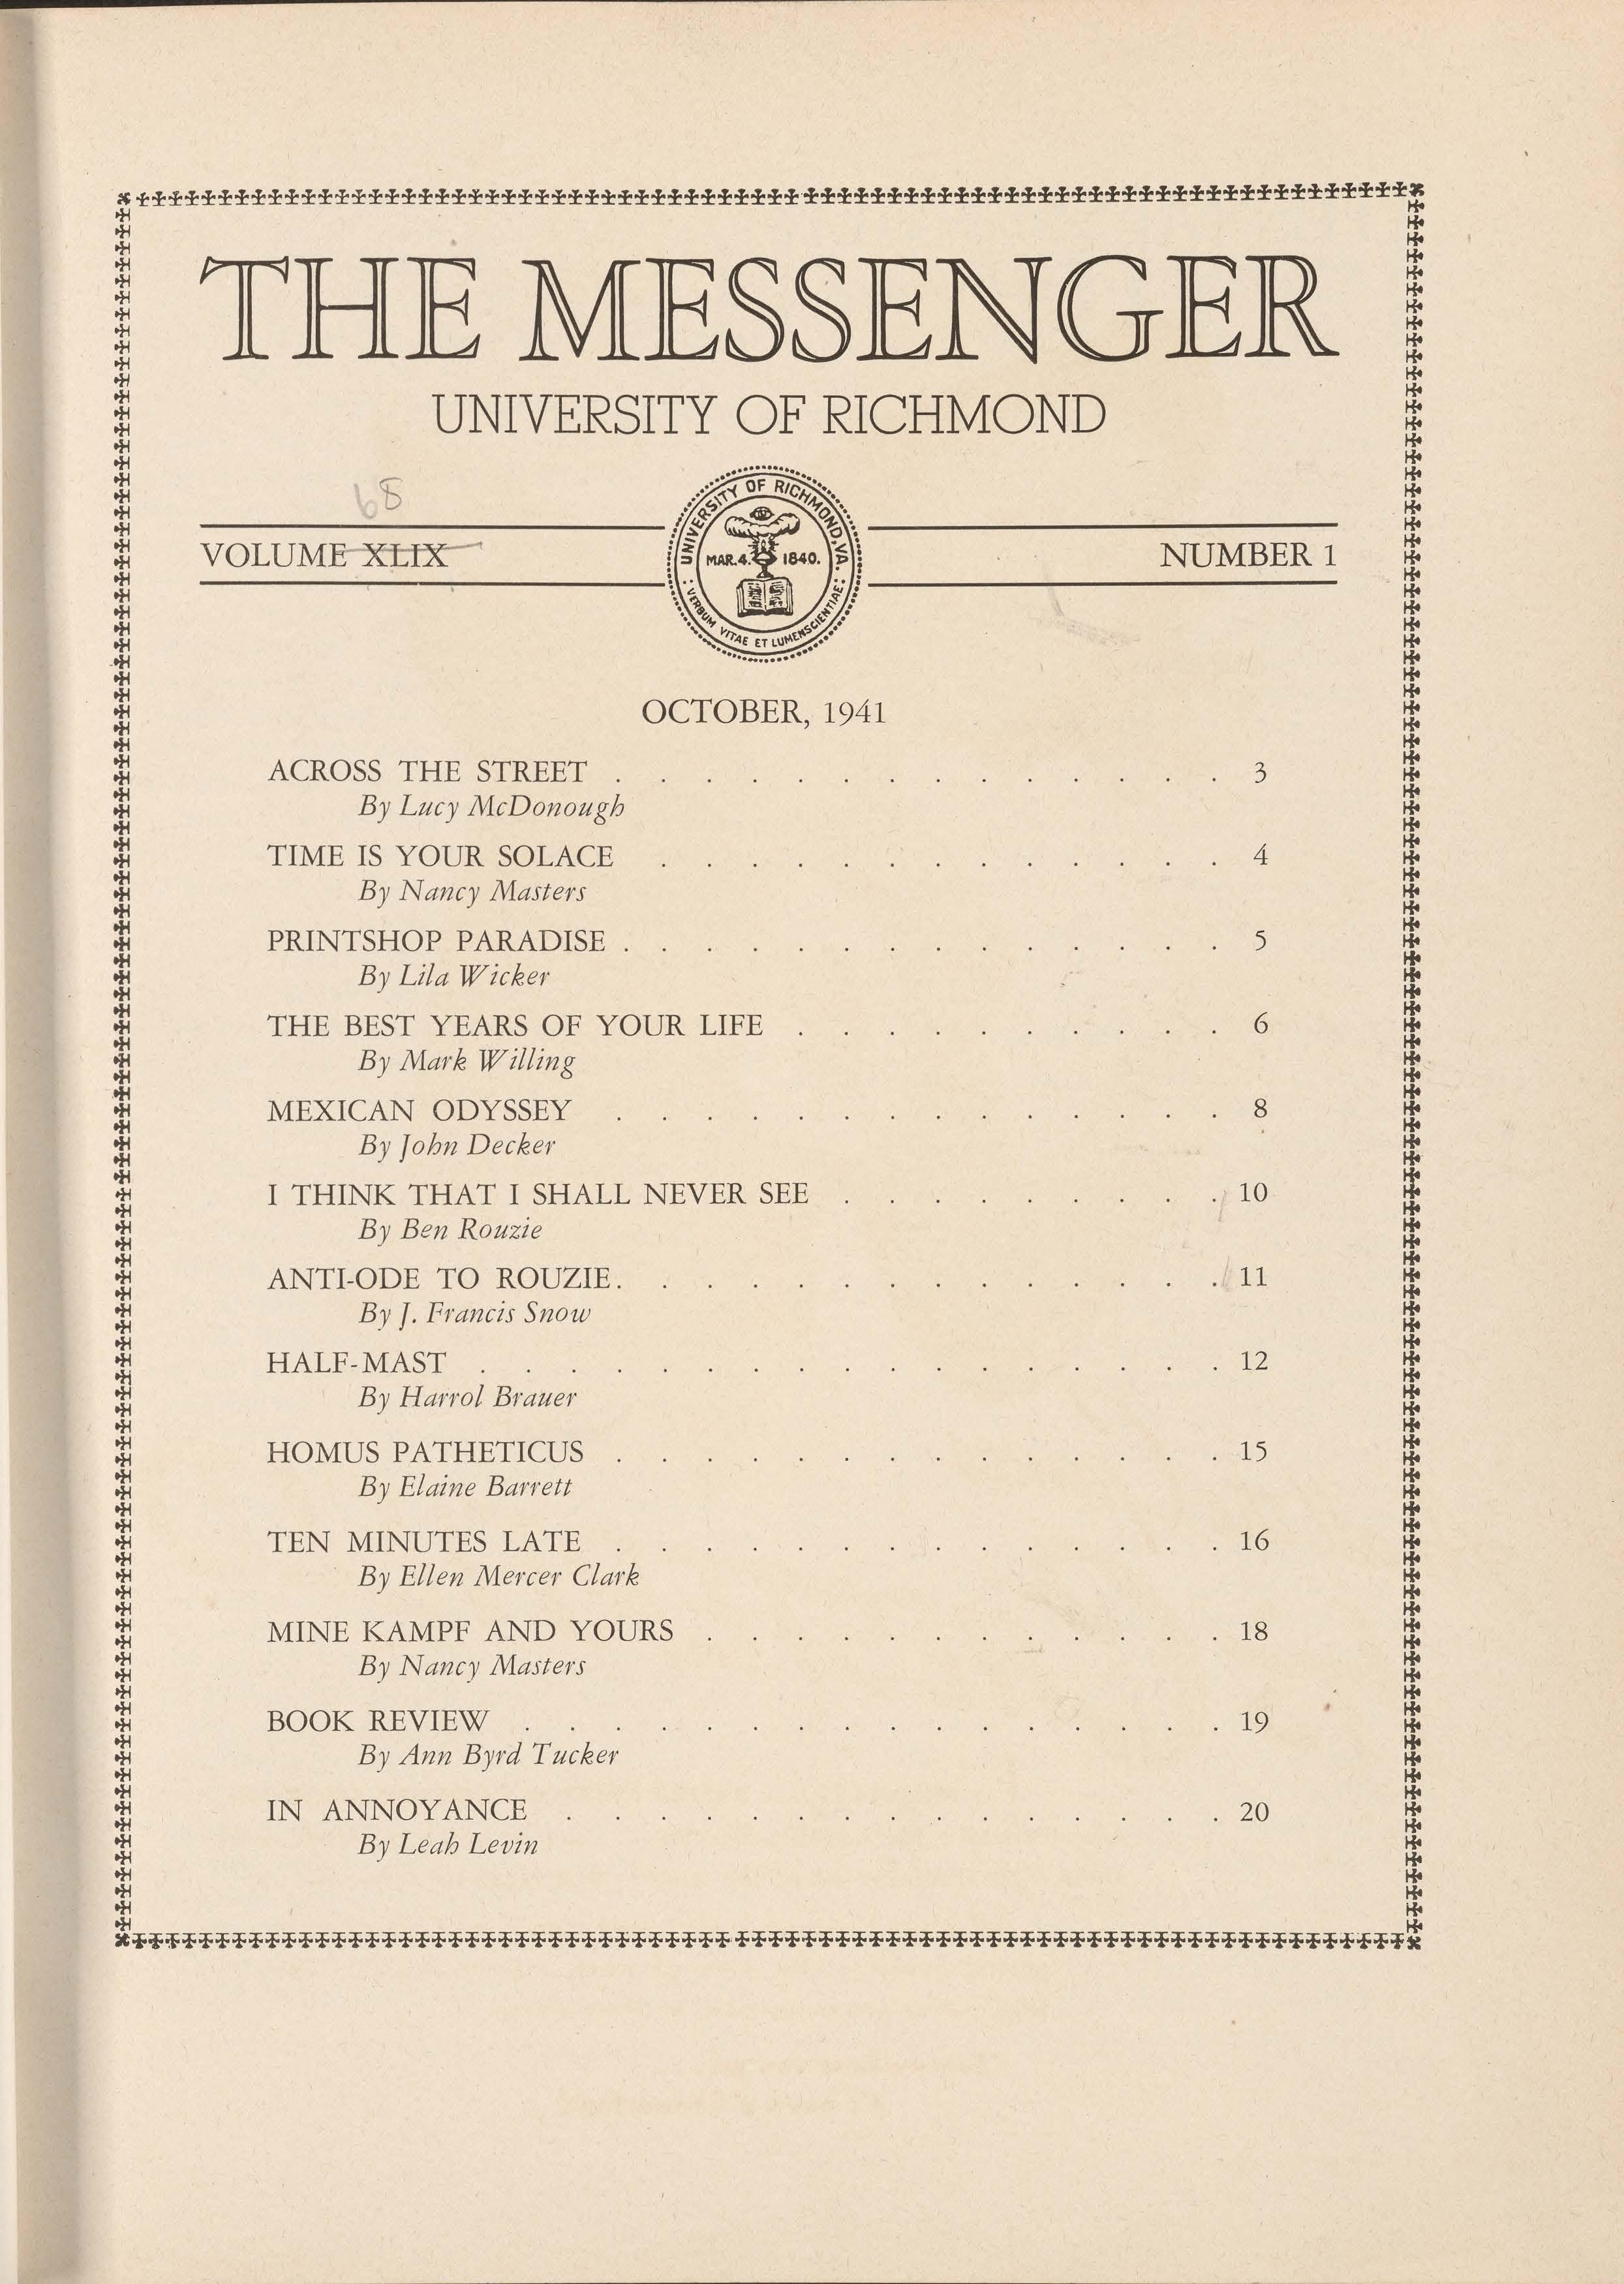 THE MESSENGER
UNIVERSITY OF RICHMOND
68
VOLUME XLIX
UNIVERSITY OF RICHMOND, VA
MAR. 4. 1840.
: VERBUM VITAE ET LUMEN SCIENTIAE :
NUMBER 1
OCTOBER, 1941
ACROSS THE STREET . . . . . . . . . . . . . . 3
By Lucy McDonough
TIME IS YOUR SOLACE . . . . . . . . . . . . . 4
By Nancy Masters
PRINTSHOP PARADISE . . . . . . . . . . . . . . 5
By Lila Wicker
THE BEST YEARS OF YOUR LIFE . . . . . . . . . . 6
By Mark Willing
MEXICAN ODYSSEY . . . . . . . . . . . . . . 8
By John Decker
I THINK THAT I SHALL NEVER SEE . . . . . . . . . 10
By Ben Rouzie
ANTI-ODE TO ROUZIE . . . . . . . . . . . . . . 11
By J. Francis Snow
HALF-MAST . . . . . . . . . . . . . . . . . 12
By Harrol Brauer
HOMUS PATHETICUS . . . . . . . . . . . . . . 15
By Elaine Barrett
TEN MINUTES LATE . . . . . . . . . . . . . . 16
By Ellen Mercer Clark
MINE KAMPF AND YOURS . . . . . . . . . . . . 18
By Nancy Masters
BOOK REVIEW . . . . . . . . . . . . . . . . 19
By Ann Byrd Tucker
IN ANNOYANCE . . . . . . . . . . . . . . . 20
By Leah Levin